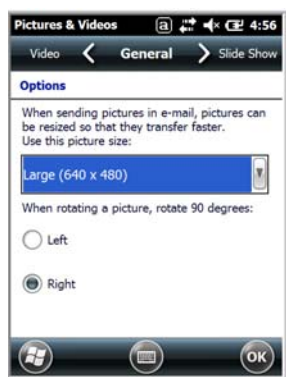 Pictures & Videos a 4:56
Video General Slide Show
Options
When sending pictures in e-mail, pictures can
be resized so that they transfer faster.
Use this picture size:
Large (640 x 480)
When rotating a picture, rotate 90 degrees:
Left
Right
OK